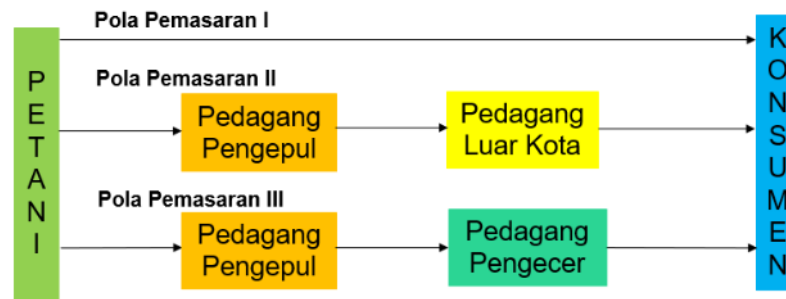 Pola Pemasaran I
PETANI
KONSUMEN
Pola Pemasaran II
Pedagang
Pengepul
Pedagang
Luar Kota
Pola Pemasaran III
Pedagang
Pengepul
Pedagang
Pengecer